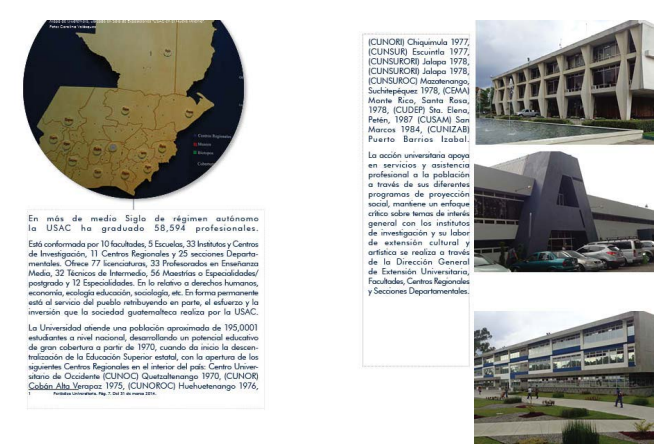 En más de medio Siglo de régimen autónomo
la USAC ha graduado 58,594 profesionales.
Está conformada por 10 facultades, 5 Escuelas, 33 Institutos y Centros
de Investigación, 11 Centros Regionales y 25 secciones Departa-
mentales. Ofrece 77 licenciaturas, 33 Profesorados en Enseñanza
Media, 32 Técnicos de Intermedio, 56 Maestrías o Especialidades/
postgrado y 12 Especialidades. En lo relativo a derechos humanos,
economía, ecología educación, sociología, etc. En forma permanente
está al servicio del pueblo retribuyendo en parte, el esfuerzo y la
inversión que la sociedad guatemalteca realiza por la USAC.
La Universidad atiende una población aproximada de 195,0001
estudiantes a nivel nacional, desarrollando un potencial educativo
de gran cobertura a partir de 1970, cuando da inicio la descen-
tralización de la Educación Superior estatal, con la apertura de los
siguientes Centros Regionales en el interior del país: Centro Univer-
sitario de Occidente (CUNOC) Quetzaltenango 1970, (CUNOR)
Cobán Alta Verapaz 1975, (CUNOROC) Huehuetenango 1976,
1 Periódico Universitario. Pág. 7. Del 31 de marzo 2014.
(CUNORI) Chiquimula 1977,
(CUNSUR) Escuintla 1977,
(CUNSURORI) Jalapa 1978,
(CUNSURORI) Jalapa 1978,
(CUNSUROC) Mazatenango,
Suchitepéquez 1978, (CEMA)
Monte Rico, Santa Rosa,
1978, (CUDEP) Sta. Elena,
Petén, 1987 (CUSAM) San
Marcos 1984, (CUNIZAB)
Puerto Barrios Izabal.
La acción universitaria apoya
en servicios y asistencia
profesional a la población
a través de sus diferentes
programas de proyección
social, mantiene un enfoque
crítico sobre temas de interés
general con los institutos
de investigación y su labor
de extensión cultural y
artística se realiza a través
de la Dirección General
de Extensión Universitaria,
Facultades, Centros Regionales
y Secciones Departamentales.